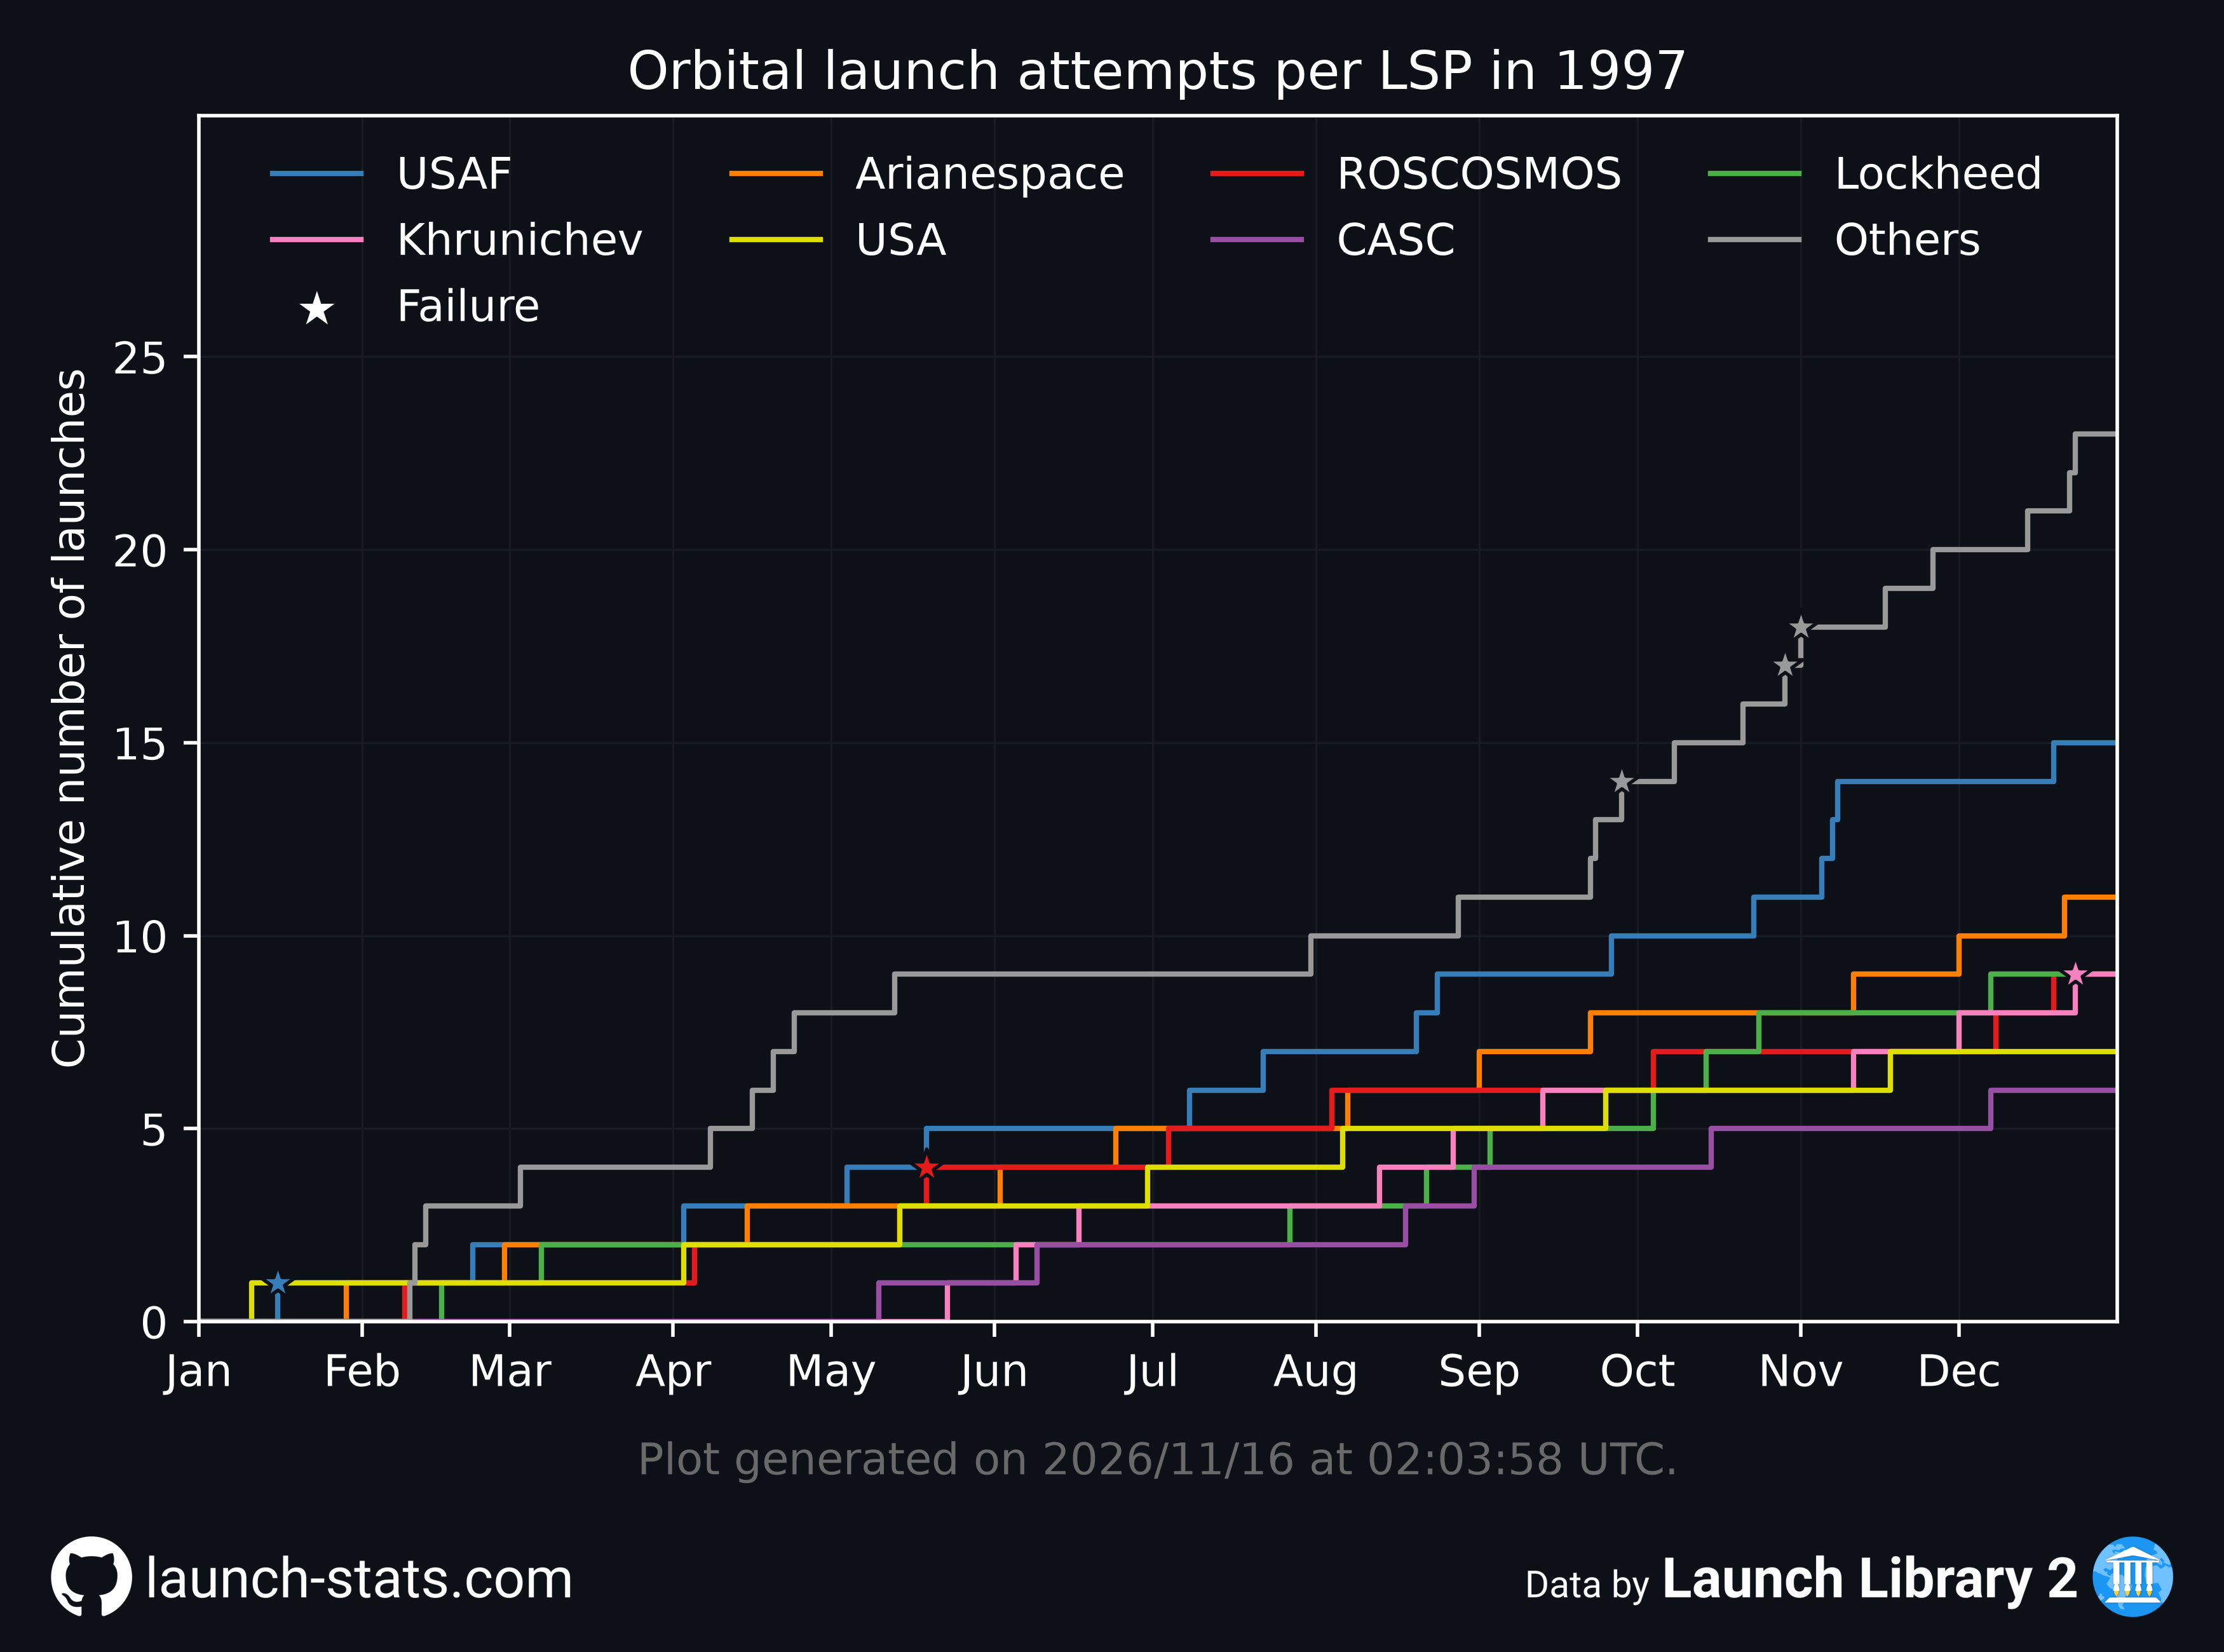 Orbital launch attempts per LSP in 1997
USAF Arianespace ROSCOSMOS Lockheed
Khrunichev USA CASC Others
Failure
Cumulative number of launches
25
20
15
10
5
0
Jan Feb Mar Apr May Jun Jul Aug Sep Oct Nov Dec
Plot generated on 2026/11/16 at 02:03:58 UTC.
launch-stats.com
Data by Launch Library 2